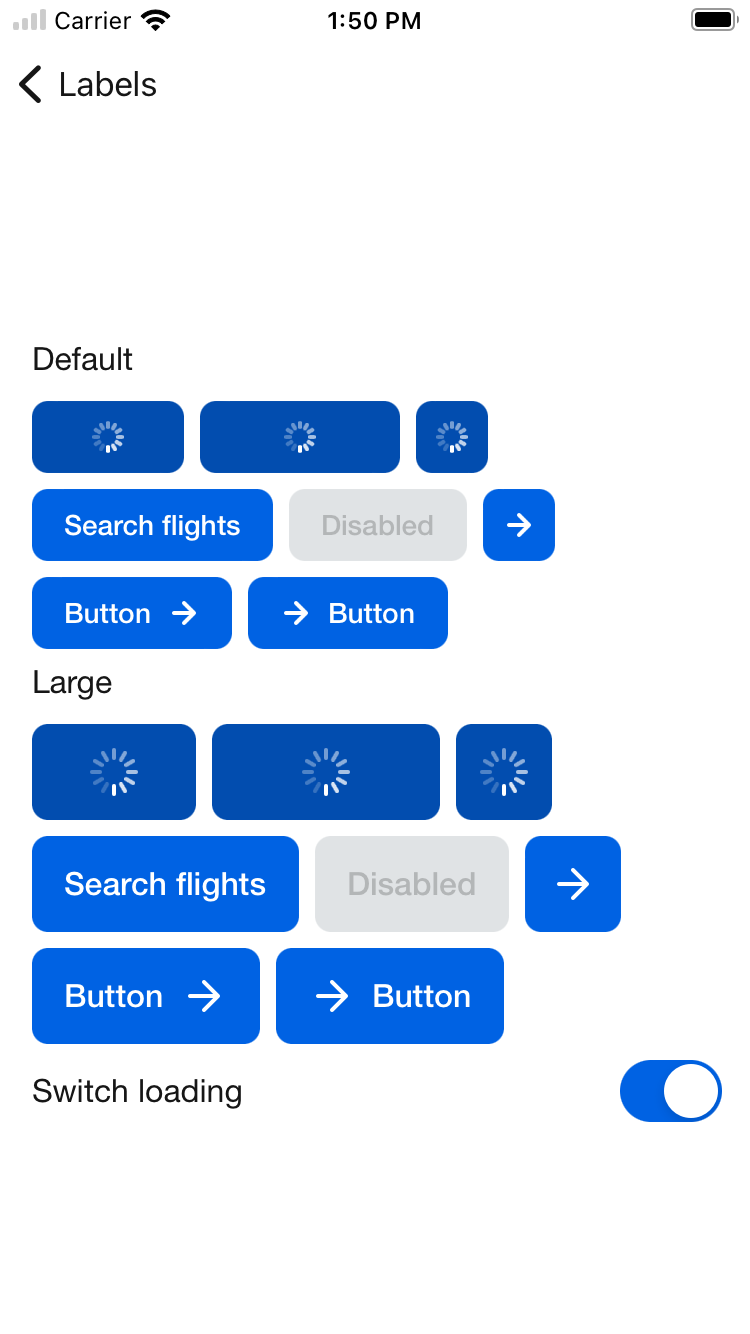 Carrier 1:50 PM
Labels
Default
Search flights Disabled
Button Button
Large
Search flights Disabled
Button Button
Switch loading